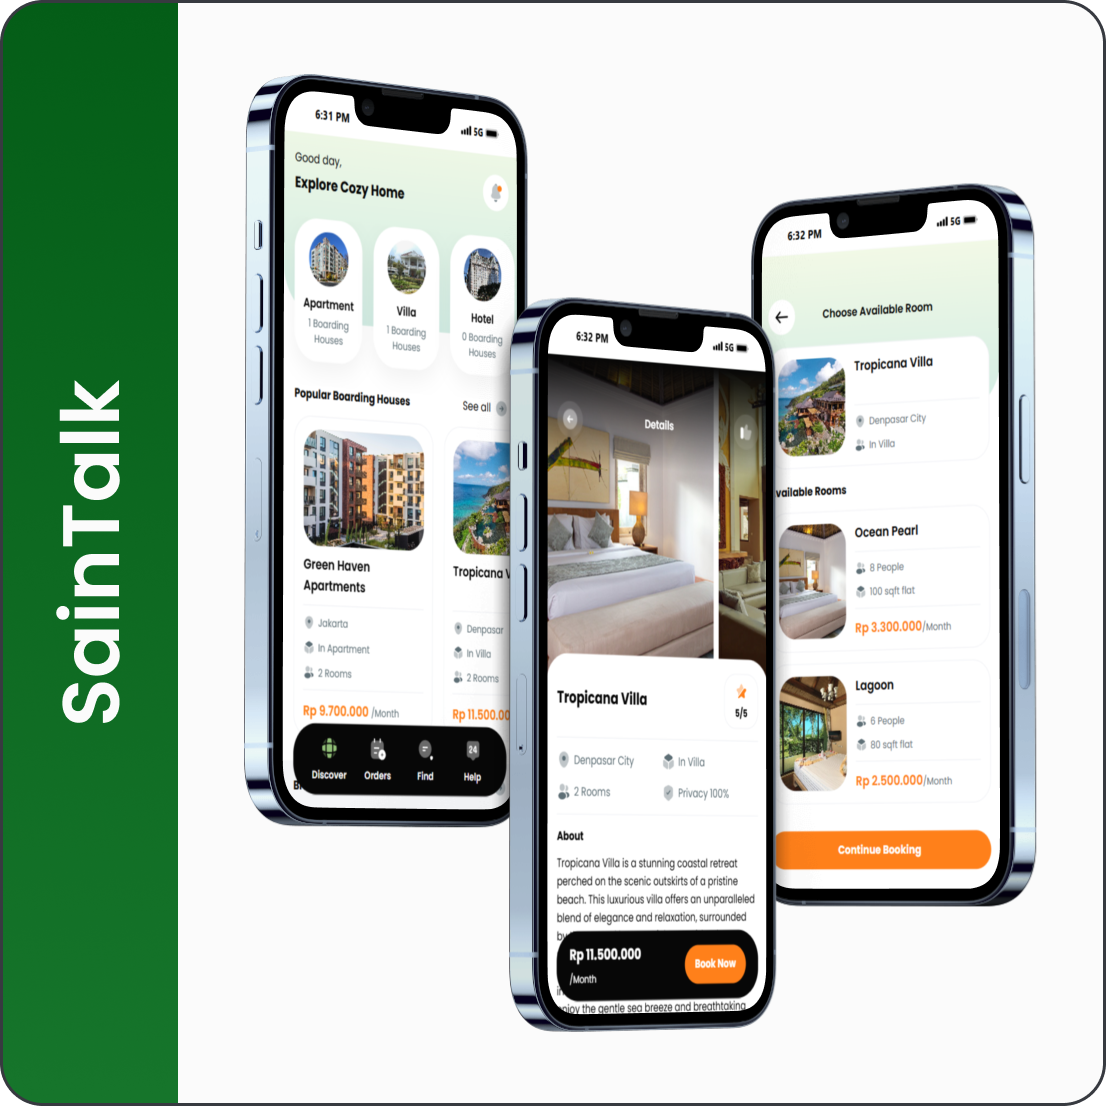 SainTalk
6:31 PM
5G
Good day,
Explore Cozy Home
Apartment
1 Boarding
Houses
Villa
1 Boarding
Houses
Hotel
0 Boarding
Houses
Popular Boarding Houses
See all
Green Haven
Apartments
Jakarta
In Apartment
2 Rooms
Rp 9.700.000 /Month
Tropicana V
Denpasar
In Villa
2 Rooms
Rp 11.500.00
Discover
Orders
Find
24
Help
6:32 PM
5G
Details
Tropicana Villa
5/5
Denpasar City
In Villa
2 Rooms
Privacy 100%
About
Tropicana Villa is a stunning coastal retreat
perched on the scenic outskirts of a pristine
beach. This luxurious villa offers an unparalleled
blend of elegance and relaxation, surrounded
by
Rp 11.500.000
/Month
Book Now
enjoy the gentle sea breeze and breathtaking
6:32 PM
5G
Choose Available Room
Tropicana Villa
Denpasar City
In Villa
vailable Rooms
Ocean Pearl
8 People
100 sqft flat
Rp 3.300.000/Month
Lagoon
6 People
80 sqft flat
Rp 2.500.000/Month
Continue Booking